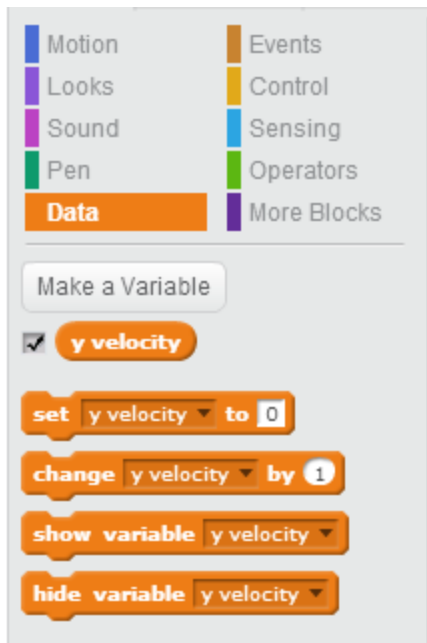 Motion Events
Looks Control
Sound Sensing
Pen Operators
Data More Blocks
Make a Variable
y velocity
set y velocity to 0
change y velocity by 1
show variable y velocity
hide variable y velocity